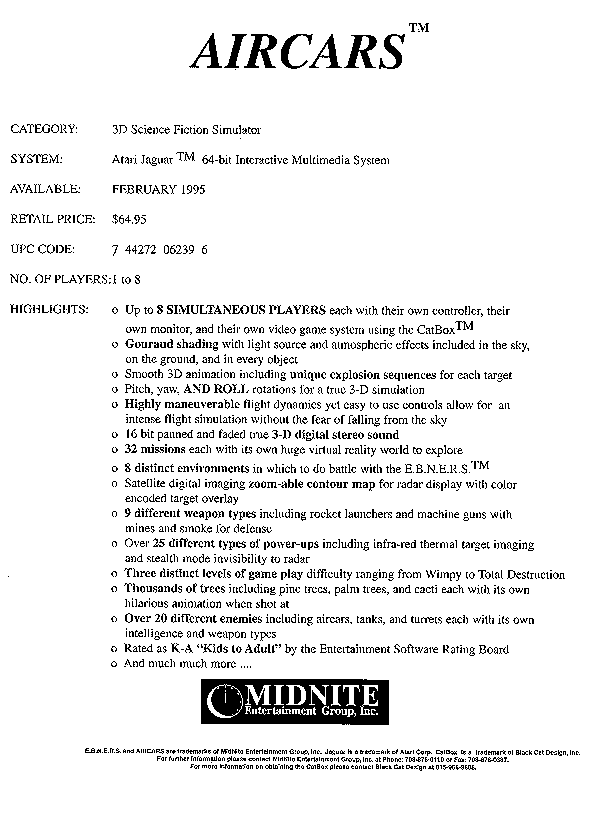 AIRCARS™
CATEGORY: 3D Science Fiction Simulator
SYSTEM: Atari Jaguar™ 64-bit Interactive Multimedia System
AVAILABLE: FEBRUARY 1995
RETAIL PRICE: $64.95
UPC CODE: 7 44272 06239 6
NO. OF PLAYERS: 1 to 8
HIGHLIGHTS: o Up to 8 SIMULTANEOUS PLAYERS each with their own controller, their
own monitor, and their own video game system using the CatBox™
o Gouraud shading with light source and atmospheric effects included in the sky,
on the ground, and in every object
o Smooth 3D animation including unique explosion sequences for each target
o Pitch, yaw, AND ROLL rotations for a true 3-D simulation
o Highly maneuverable flight dynamics yet easy to use controls allow for an
intense flight simulation without the fear of falling from the sky
o 16 bit panned and faded true 3-D digital stereo sound
o 32 missions each with its own huge virtual reality world to explore
o 8 distinct environments in which to do battle with the E.B.N.E.R.S.™
o Satellite digital imaging zoom-able contour map for radar display with color
encoded target overlay
o 9 different weapon types including rocket launchers and machine guns with
mines and smoke for defense
o Over 25 different types of power-ups including infra-red thermal target imaging
and stealth mode invisibility to radar
o Three distinct levels of game play difficulty ranging from Wimpy to Total Destruction
o Thousands of trees including pine trees, palm trees, and cacti each with its own
hilarious animation when shot at
o Over 20 different enemies including aircars, tanks, and turrets each with its own
intelligence and weapon types
o Rated as K-A "Kids to Adult" by the Entertainment Software Rating Board
o And much much more ....
MIDNITE
Entertainment Group, Inc.
E.B.N.E.R.S. and AIRCARS are trademarks of MidNite Entertainment Group, Inc. Jaguar is a trademark of Atari Corp. CatBox is a trademark of Black Cat Design, Inc.
For further information please contact MidNite Entertainment Group, Inc. at Phone: or Fax:
For more information on obtaining the CatBox please contact Black Cat Design at